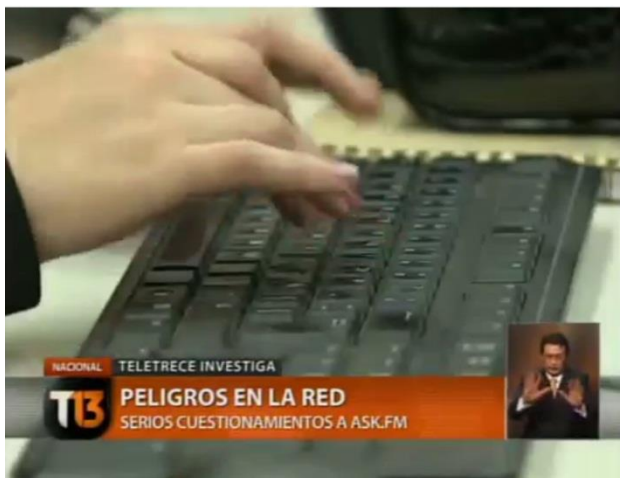 NACIONAL TELETRECE INVESTIGA
T13 PELIGROS EN LA RED
SERIOS CUESTIONAMIENTOS A ASK.FM